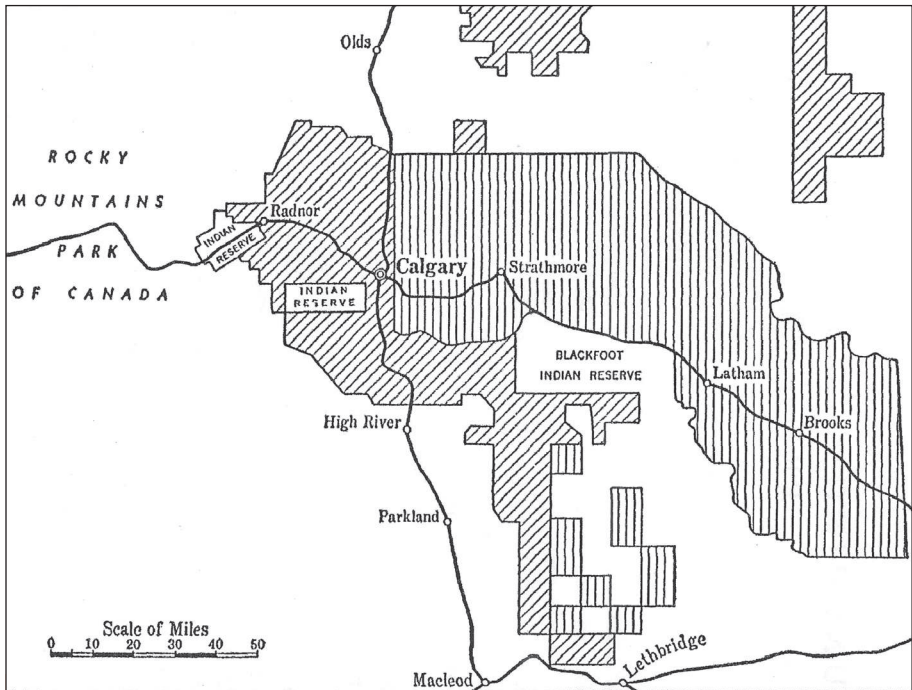 Olds
ROCKY
MOUNTAINS
PARK
OF CANADA
Radnor
INDIAN
RESERVE
Calgary
Strathmore
INDIAN
RESERVE
BLACKFOOT
INDIAN RESERVE
Latham
High River
Brooks
Parkland
Scale of Miles
0 10 20 30 40 50
Macleod
Lethbridge